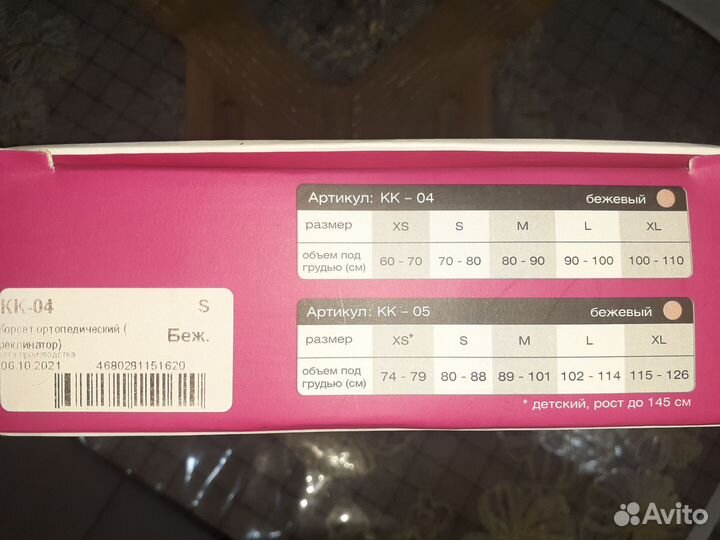 Артикул: КК – 04 бежевый
размер XS S M L XL
объем под грудью (см) 60 - 70 70 - 80 80 - 90 90 - 100 100 - 110
Артикул: КК – 05 бежевый
размер XS* S M L XL
объем под грудью (см) 74 - 79 80 - 88 89 - 101 102 - 114 115 - 126
* детский, рост до 145 см
КК-04 S
Корсет ортопедический (
реклинатор) Беж.
дата производства
06.10.2021 4680281151620
Avito